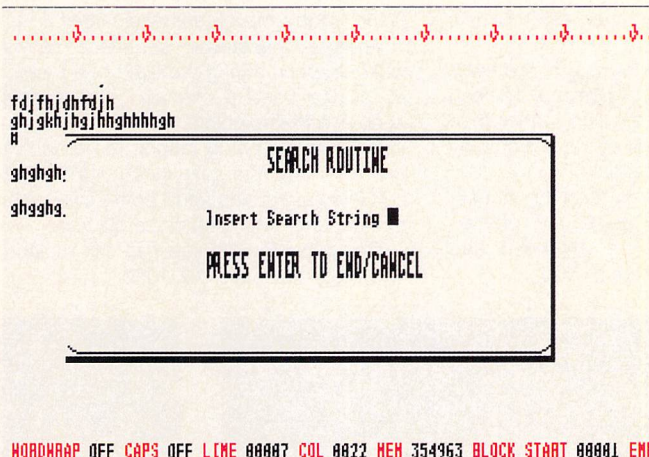 fdjfhjdhfdjh
ghjgkhjhgjhhghhhhgh
¤
ghghgh:
ghgghg.
SEARCH ROUTINE
Insert Search String
PRESS ENTER TO END/CANCEL
WORDWRAP OFF CAPS OFF LINE 00007 COL 0022 MEM 354963 BLOCK START 00001 EN